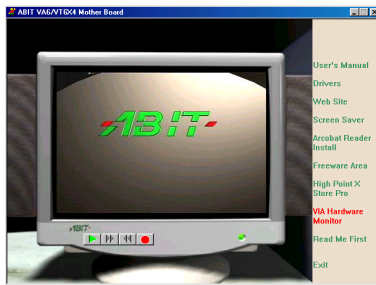 ABIT VA6/VT6X4 Mother Board
ABIT
ABIT
User's Manual
Drivers
Web Site
Screen Saver
Arcobat Reader
Install
Freeware Area
High Point X
Store Pro
VIA Hardware
Monitor
Read Me First
Exit